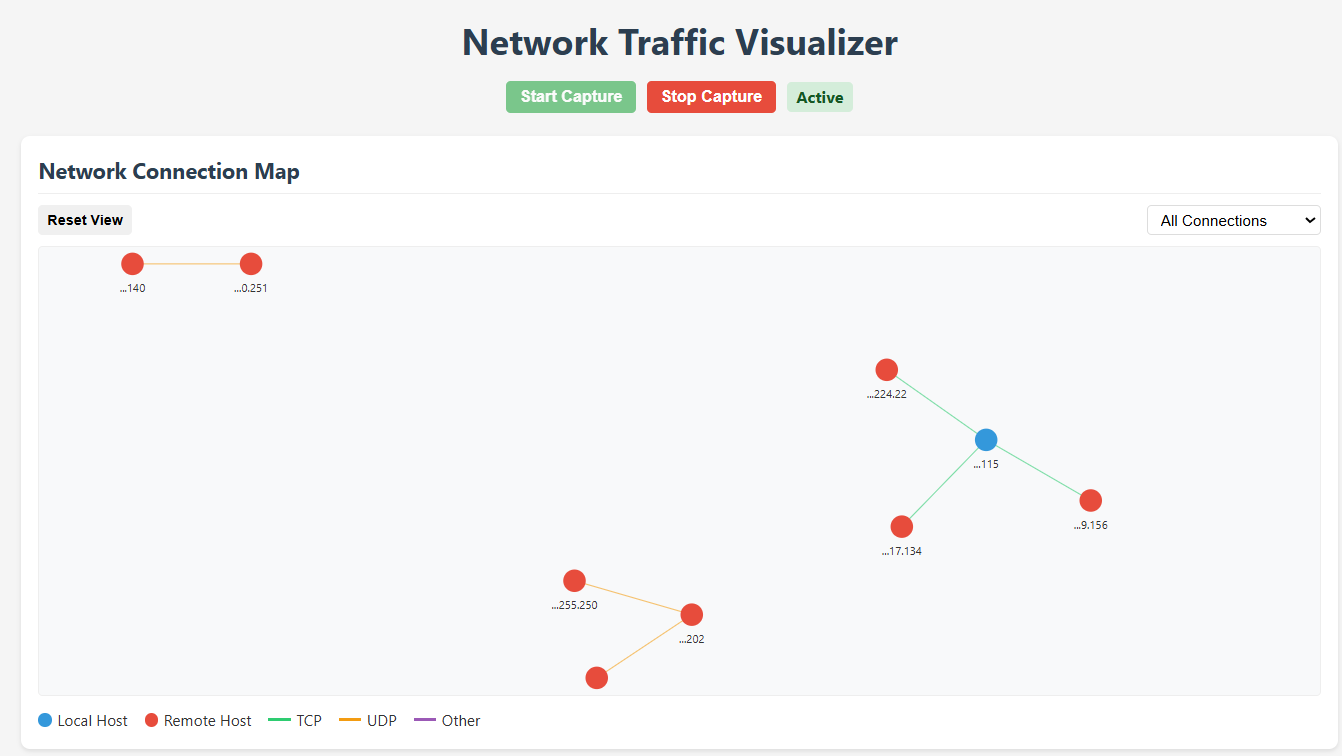 Network Traffic Visualizer
Start Capture Stop Capture Active
Network Connection Map
Reset View All Connections
...140 ...0.251
...224.22
...115
...9.156
...17.134
...255.250
...202
Local Host Remote Host TCP UDP Other